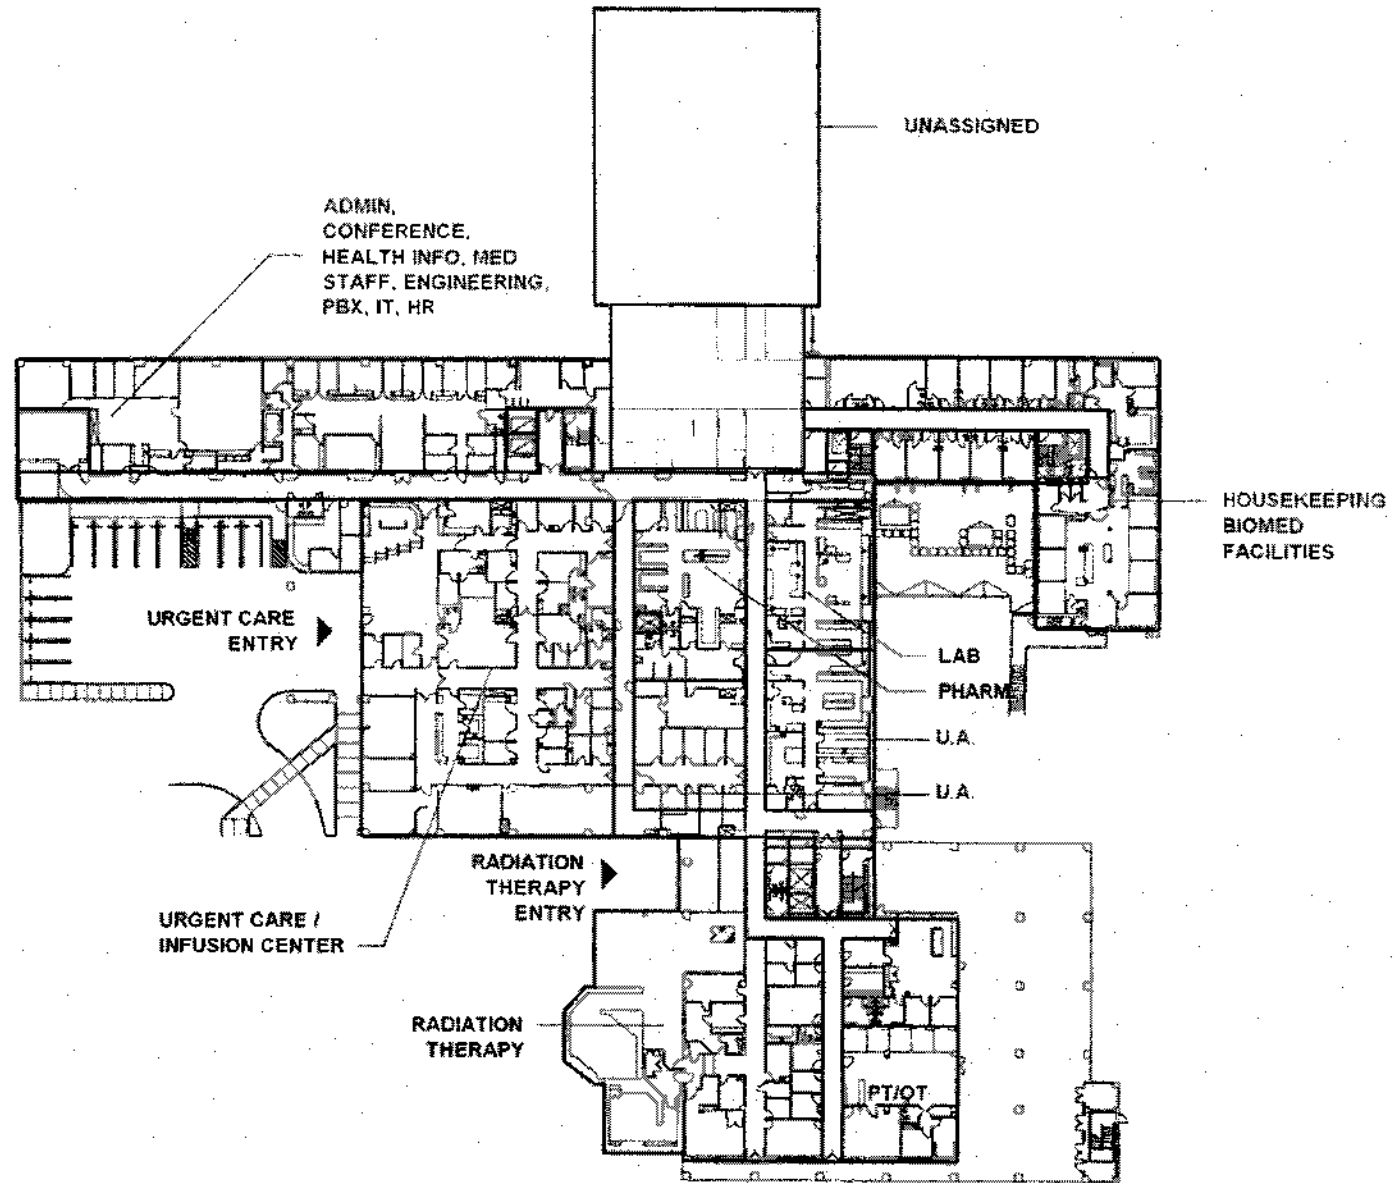 UNASSIGNED
ADMIN,
CONFERENCE,
HEALTH INFO, MED
STAFF, ENGINEERING,
PBX, IT, HR
HOUSEKEEPING
BIOMED
FACILITIES
URGENT CARE
ENTRY
LAB
PHARM
U.A.
U.A.
RADIATION
THERAPY
ENTRY
URGENT CARE /
INFUSION CENTER
RADIATION
THERAPY
PT/OT